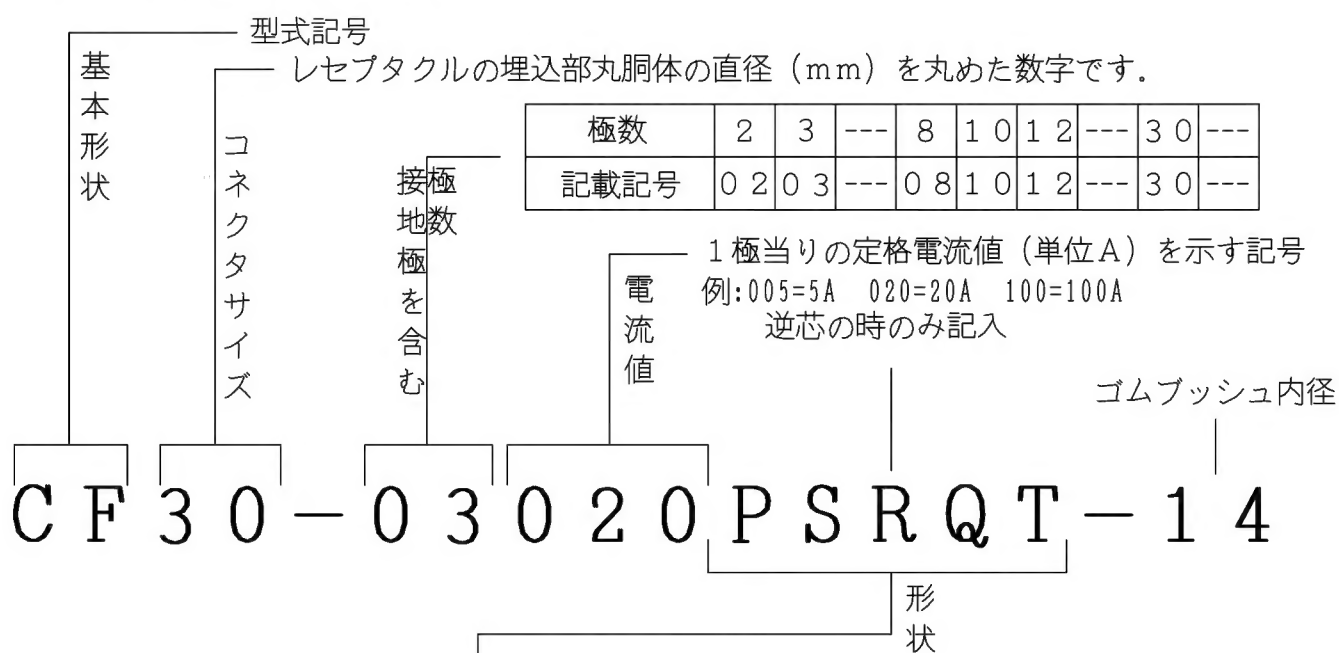 型式記号
基本形状
レセプタクルの埋込部丸胴体の直径（mm）を丸めた数字です．
コネクタサイズ
極数 2 3 --- 8 10 12 --- 30 ---
記載記号 02 03 --- 08 10 12 --- 30 ---
極数
接地極を含む
1極当りの定格電流値（単位A）を示す記号
例:005=5A 020=20A 100=100A
電流値
逆芯の時のみ記入
ゴムブッシュ内径
CF30-03020PSRQT-14
形状